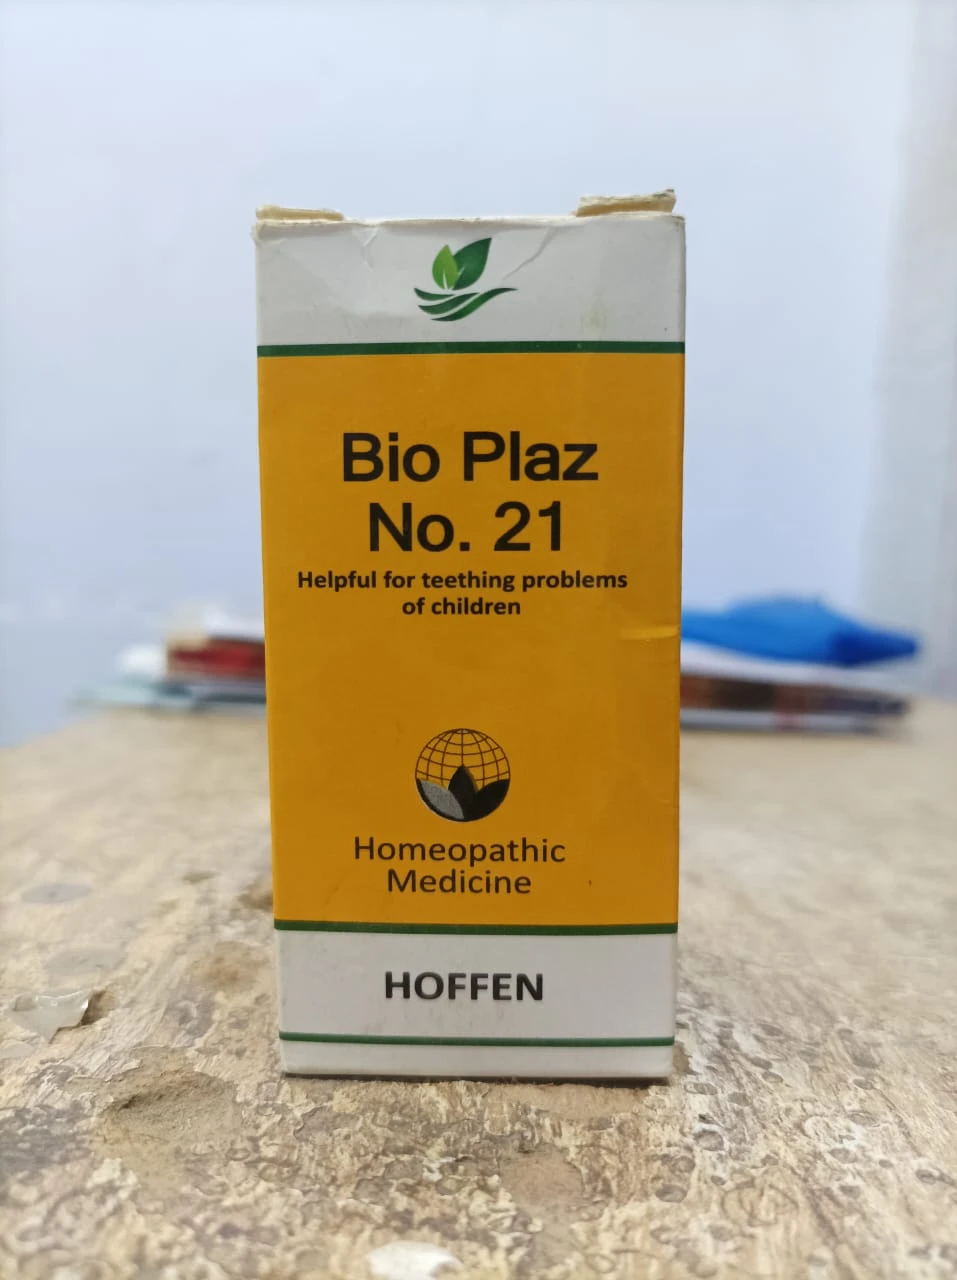 Bio Plaz
No. 21
Helpful for teething problems
of children
Homeopathic
Medicine
HOFFEN